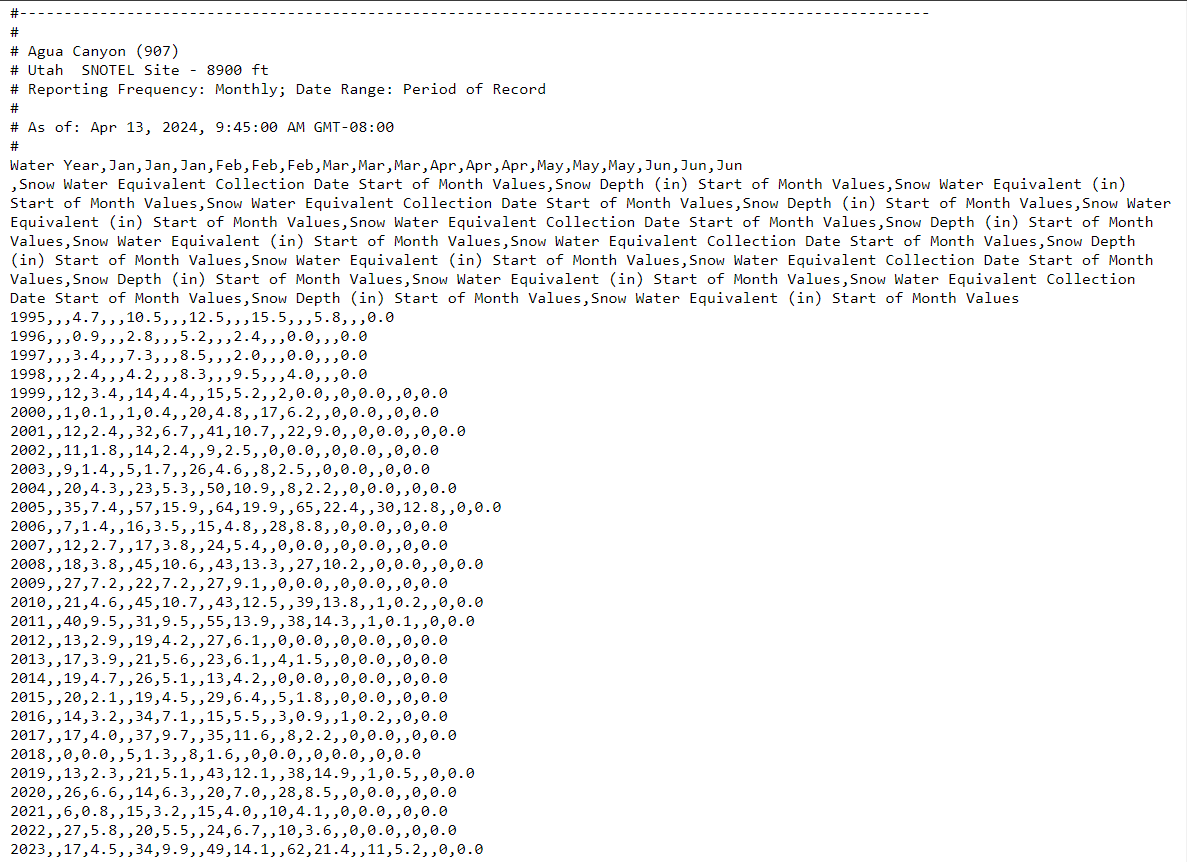 #------------------------------------------------------------------------------------------------------
#
# Agua Canyon (907)
# Utah  SNOTEL Site - 8900 ft
# Reporting Frequency: Monthly; Date Range: Period of Record
#
# As of: Apr 13, 2024, 9:45:00 AM GMT-08:00
#
Water Year,Jan,Jan,Jan,Feb,Feb,Feb,Mar,Mar,Mar,Apr,Apr,Apr,May,May,May,Jun,Jun,Jun
,Snow Water Equivalent Collection Date Start of Month Values,Snow Depth (in) Start of Month Values,Snow Water Equivalent (in)
Start of Month Values,Snow Water Equivalent Collection Date Start of Month Values,Snow Depth (in) Start of Month Values,Snow Water
Equivalent (in) Start of Month Values,Snow Water Equivalent Collection Date Start of Month Values,Snow Depth (in) Start of Month
Values,Snow Water Equivalent (in) Start of Month Values,Snow Water Equivalent Collection Date Start of Month Values,Snow Depth
(in) Start of Month Values,Snow Water Equivalent (in) Start of Month Values,Snow Water Equivalent Collection Date Start of Month
Values,Snow Depth (in) Start of Month Values,Snow Water Equivalent (in) Start of Month Values,Snow Water Equivalent Collection
Date Start of Month Values,Snow Depth (in) Start of Month Values,Snow Water Equivalent (in) Start of Month Values
1995,,,4.7,,,10.5,,,12.5,,,15.5,,,5.8,,,0.0
1996,,,0.9,,,2.8,,,5.2,,,2.4,,,0.0,,,0.0
1997,,,3.4,,,7.3,,,8.5,,,2.0,,,0.0,,,0.0
1998,,,2.4,,,4.2,,,8.3,,,9.5,,,4.0,,,0.0
1999,,12,3.4,,14,4.4,,15,5.2,,2,0.0,,0,0.0,,0,0.0
2000,,1,0.1,,1,0.4,,20,4.8,,17,6.2,,0,0.0,,0,0.0
2001,,12,2.4,,32,6.7,,41,10.7,,22,9.0,,0,0.0,,0,0.0
2002,,11,1.8,,14,2.4,,9,2.5,,0,0.0,,0,0.0,,0,0.0
2003,,9,1.4,,5,1.7,,26,4.6,,8,2.5,,0,0.0,,0,0.0
2004,,20,4.3,,23,5.3,,50,10.9,,8,2.2,,0,0.0,,0,0.0
2005,,35,7.4,,57,15.9,,64,19.9,,65,22.4,,30,12.8,,0,0.0
2006,,7,1.4,,16,3.5,,15,4.8,,28,8.8,,0,0.0,,0,0.0
2007,,12,2.7,,17,3.8,,24,5.4,,0,0.0,,0,0.0,,0,0.0
2008,,18,3.8,,45,10.6,,43,13.3,,27,10.2,,0,0.0,,0,0.0
2009,,27,7.2,,22,7.2,,27,9.1,,0,0.0,,0,0.0,,0,0.0
2010,,21,4.6,,45,10.7,,43,12.5,,39,13.8,,1,0.2,,0,0.0
2011,,40,9.5,,31,9.5,,55,13.9,,38,14.3,,1,0.1,,0,0.0
2012,,13,2.9,,19,4.2,,27,6.1,,0,0.0,,0,0.0,,0,0.0
2013,,17,3.9,,21,5.6,,23,6.1,,4,1.5,,0,0.0,,0,0.0
2014,,19,4.7,,26,5.1,,13,4.2,,0,0.0,,0,0.0,,0,0.0
2015,,20,2.1,,19,4.5,,29,6.4,,5,1.8,,0,0.0,,0,0.0
2016,,14,3.2,,34,7.1,,15,5.5,,3,0.9,,1,0.2,,0,0.0
2017,,17,4.0,,37,9.7,,35,11.6,,8,2.2,,0,0.0,,0,0.0
2018,,0,0.0,,5,1.3,,8,1.6,,0,0.0,,0,0.0,,0,0.0
2019,,13,2.3,,21,5.1,,43,12.1,,38,14.9,,1,0.5,,0,0.0
2020,,26,6.6,,14,6.3,,20,7.0,,28,8.5,,0,0.0,,0,0.0
2021,,6,0.8,,15,3.2,,15,4.0,,10,4.1,,0,0.0,,0,0.0
2022,,27,5.8,,20,5.5,,24,6.7,,10,3.6,,0,0.0,,0,0.0
2023,,17,4.5,,34,9.9,,49,14.1,,62,21.4,,11,5.2,,0,0.0